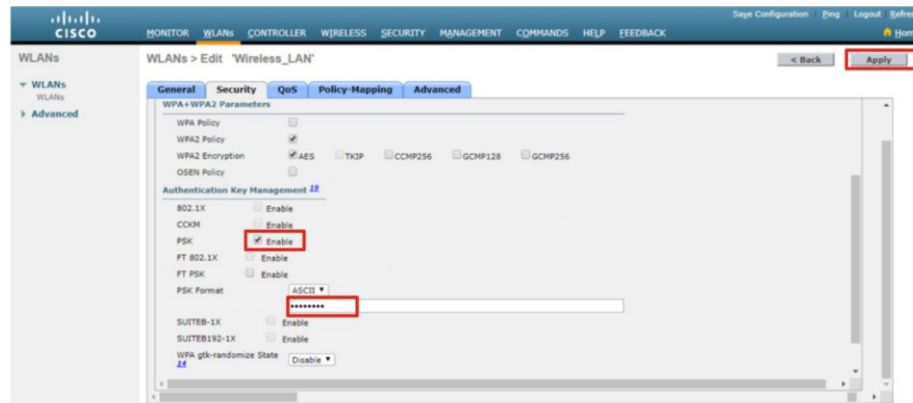 Save Configuration Ping Logout Refre
CISCO
MONITOR WLANs CONTROLLER WIRELESS SECURITY MANAGEMENT COMMANDS HELP FEEDBACK
Hom
WLANs
WLANs > Edit 'Wireless_LAN'
< Back
Apply
WLANs
WLANs
Advanced
General Security QoS Policy-Mapping Advanced
WPA+WPA2 Parameters
WPA Policy
WPA2 Policy
WPA2 Encryption AES TKIP CCMP256 GCMP128 GCMP256
OSEN Policy
Authentication Key Management 19
802.1X Enable
CCKM Enable
PSK Enable
FT 802.1X Enable
FT PSK Enable
PSK Format ASCII
••••••••
SUITEB-1X Enable
SUITEB192-1X Enable
WPA gtk-randomize State Disable
14